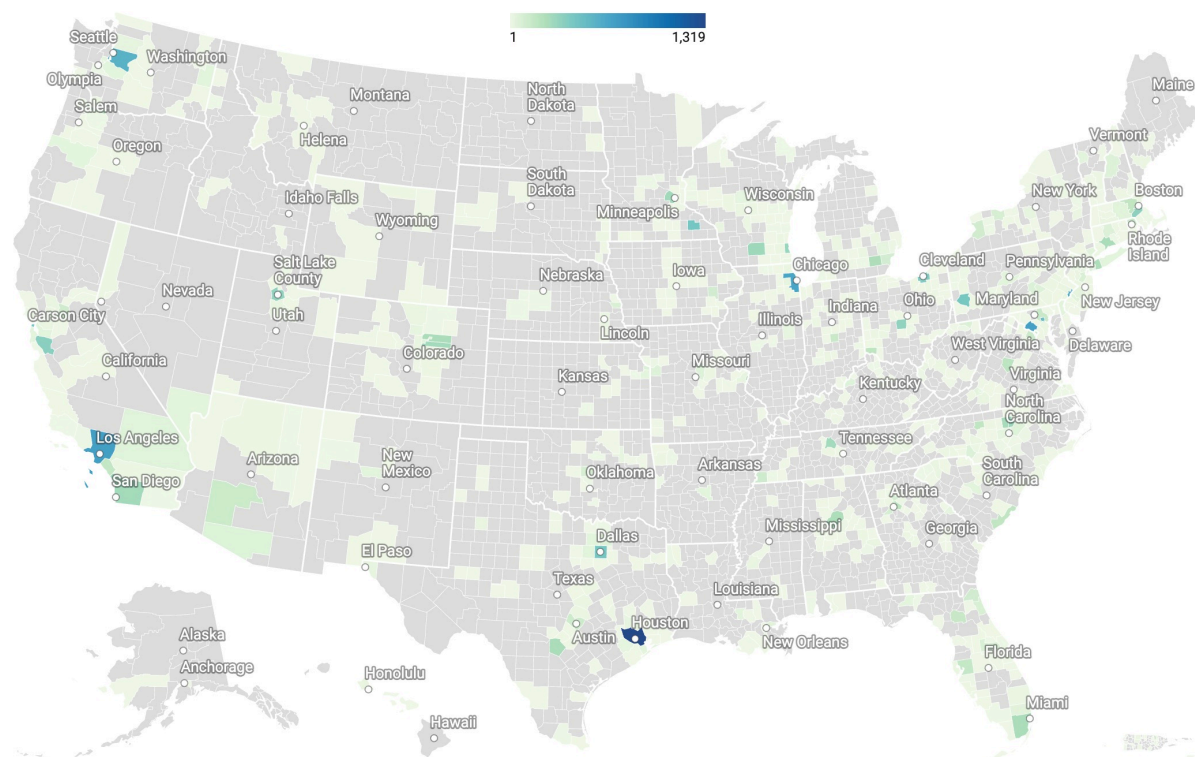 1
1,319
Seattle
Washington
Olympia
Salem
Oregon
Montana
Helena
Idaho Falls
Wyoming
North
Dakota
South
Dakota
Minneapolis
Wisconsin
Maine
Vermont
New York
Boston
Rhode
Island
Cleveland
Pennsylvania
New Jersey
Chicago
Nebraska
Iowa
Salt Lake
County
Nevada
Utah
Carson City
California
Colorado
Lincoln
Illinois
Indiana
Ohio
Maryland
Delaware
West Virginia
Virginia
Kansas
Missouri
Kentucky
North
Carolina
Los Angeles
San Diego
Arizona
New
Mexico
Oklahoma
Arkansas
Tennessee
South
Carolina
Atlanta
Georgia
Mississippi
Dallas
El Paso
Texas
Louisiana
Houston
Austin
New Orleans
Florida
Miami
Alaska
Anchorage
Honolulu
Hawaii